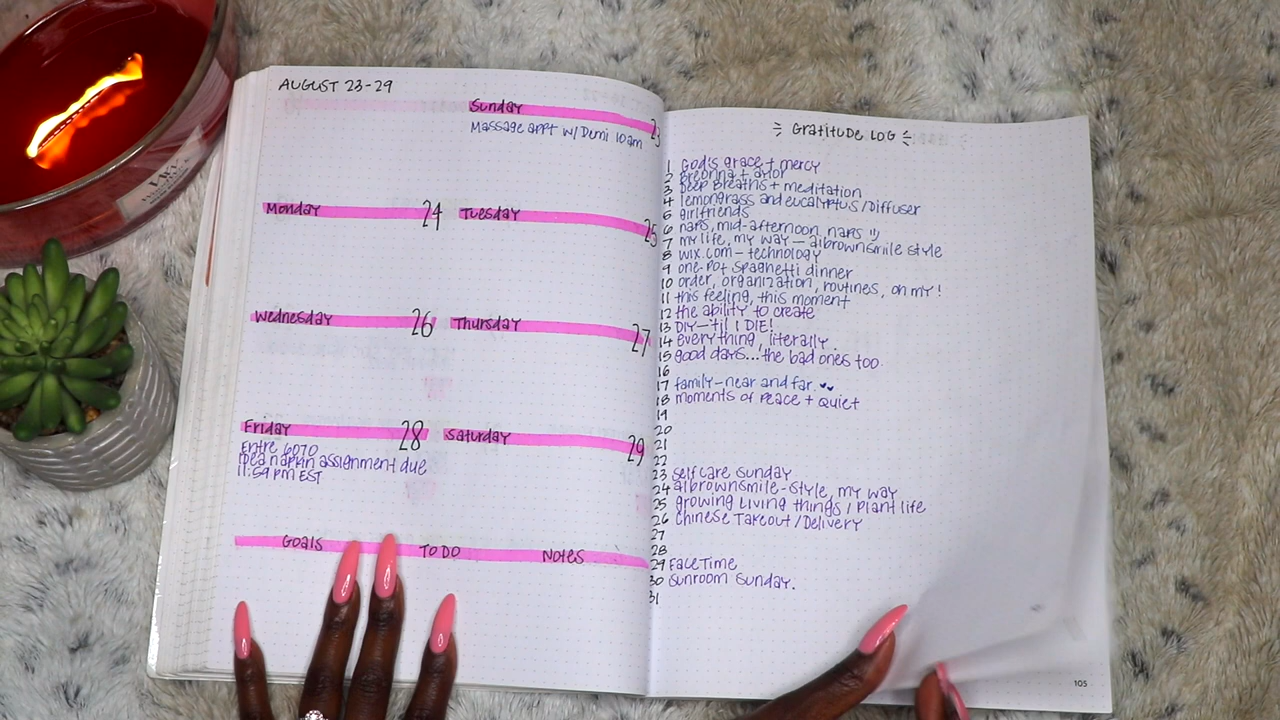 AUGUST 23-29
Sunday 23
Massage appt w/ Demi 10am
Monday 24
Tuesday 25
Wednesday 26
Thursday 27
Friday 28
Entre 6070
Idea napkin assignment due
11:59 PM EST
Saturday 29
Goals TO DO Notes
Gratitude LOG
1 God's grace + mercy
2 Breonna + Taylor
3 Deep Breaths + meditation
4 lemongrass and eucalyptus/Diffuser
5 girlfriends
6 naps, mid-afternoon naps !!)
7 my life, my way - albrownsmile style
8 wix.com - technology
9 one-pot spaghetti dinner
10 order, organization, routines, oh my!
11 this feeling, this moment
12 the ability to create
13 DIY-til I DIE!
14 everything, literally.
15 good days... the bad ones too.
16
17 family-near and far. ♥♥
18 moments of peace + quiet
19
20
21
22
23 self care Sunday
24 albrownsmile-style, my way
25 growing living things / plant life
26 Chinese Takeout / Delivery
27
28
29 FaceTime
30 sunroom Sunday.
31
105